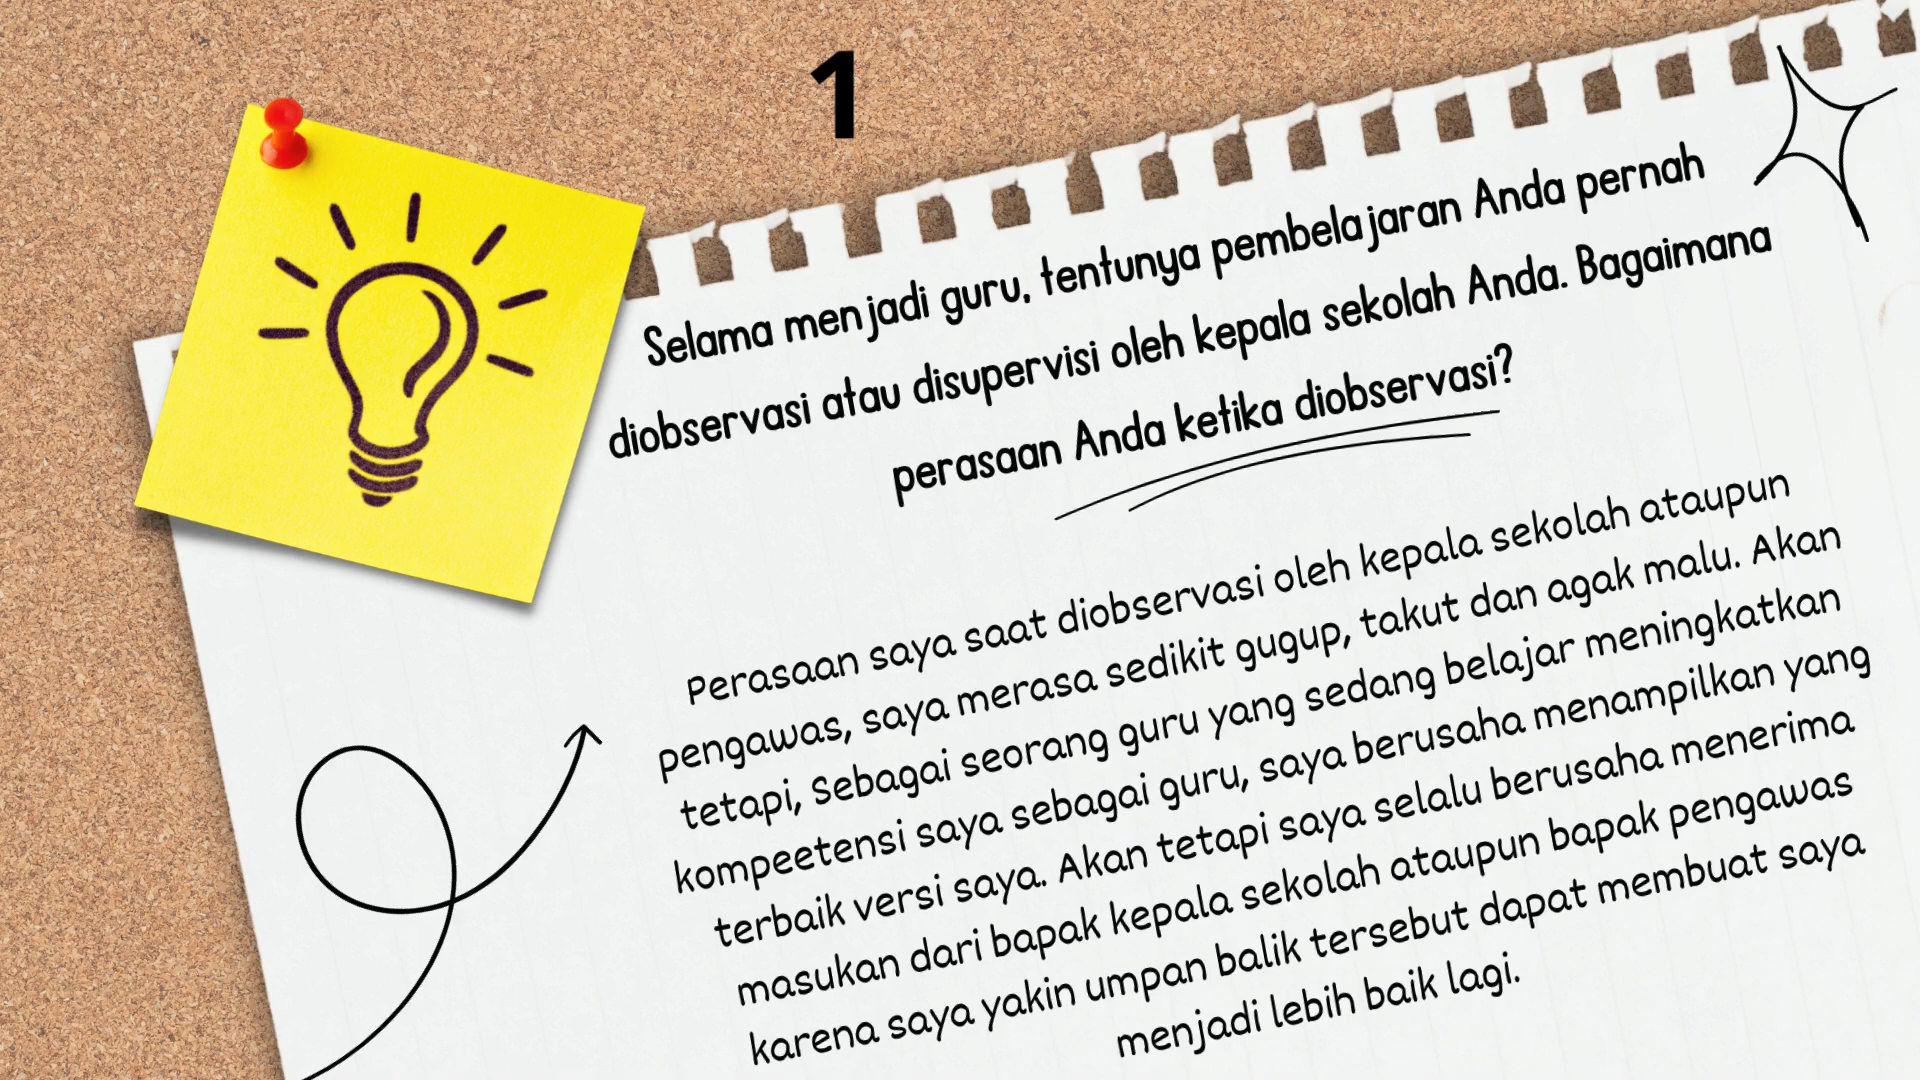 1
Selama menjadi guru, tentunya pembelajaran Anda pernah
diobservasi atau disupervisi oleh kepala sekolah Anda. Bagaimana
perasaan Anda ketika diobservasi?
Perasaan saya saat diobservasi oleh kepala sekolah ataupun
pengawas, saya merasa sedikit gugup, takut dan agak malu. Akan
tetapi, Sebagai seorang guru yang sedang belajar meningkatkan
kompeetensi saya sebagai guru, saya berusaha menampilkan yang
terbaik versi saya. Akan tetapi saya selalu berusaha menerima
masukan dari bapak kepala sekolah ataupun bapak pengawas
karena saya yakin umpan balik tersebut dapat membuat saya
menjadi lebih baik lagi.